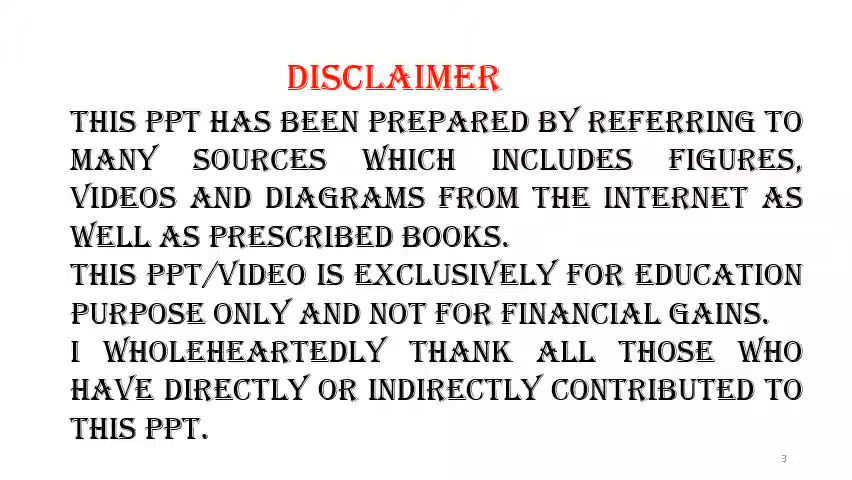 DISCLAIMER
THIS PPT HAS BEEN PREPARED BY REFERRING TO
MANY SOURCES WHICH INCLUDES FIGURES,
VIDEOS AND DIAGRAMS FROM THE INTERNET AS
WELL AS PRESCRIBED BOOKS.
THIS PPT/VIDEO IS EXCLUSIVELY FOR EDUCATION
PURPOSE ONLY AND NOT FOR FINANCIAL GAINS.
I WHOLEHEARTEDLY THANK ALL THOSE WHO
HAVE DIRECTLY OR INDIRECTLY CONTRIBUTED TO
THIS PPT.
3